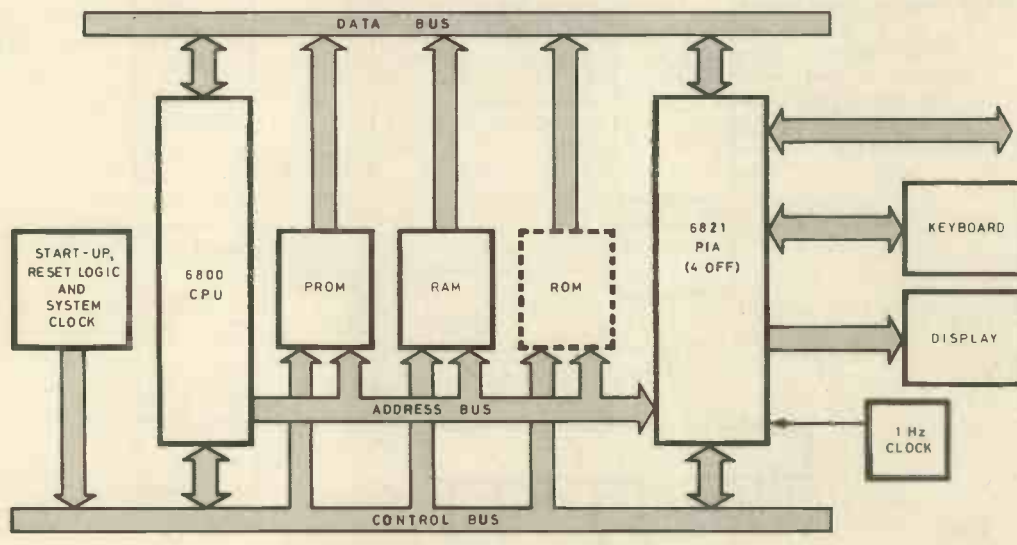 DATA BUS
START-UP,
RESET LOGIC
AND
SYSTEM
CLOCK
6800
CPU
PROM
RAM
ROM
6821
PIA
(4 OFF)
KEYBOARD
DISPLAY
ADDRESS BUS
1 Hz
CLOCK
CONTROL BUS